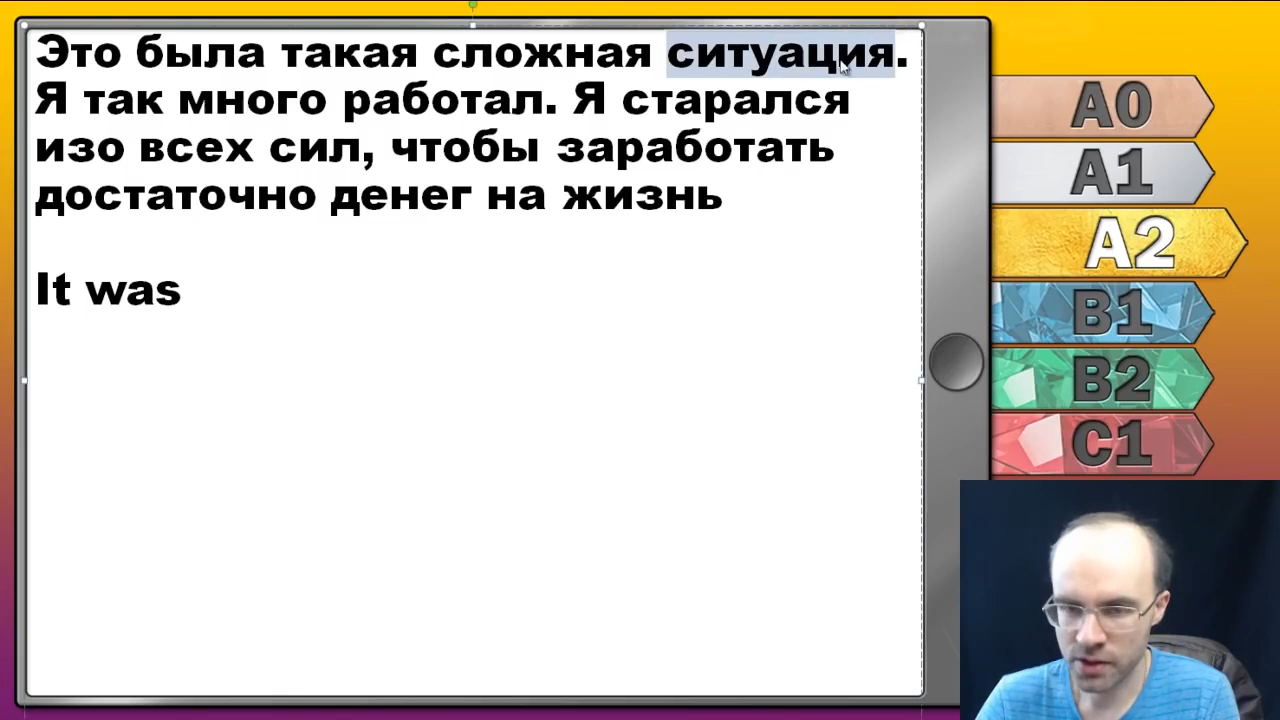 Это была такая сложная ситуация.
Я так много работал. Я старался
изо всех сил, чтобы заработать
достаточно денег на жизнь
It was
A0
A1
A2
B1
B2
C1